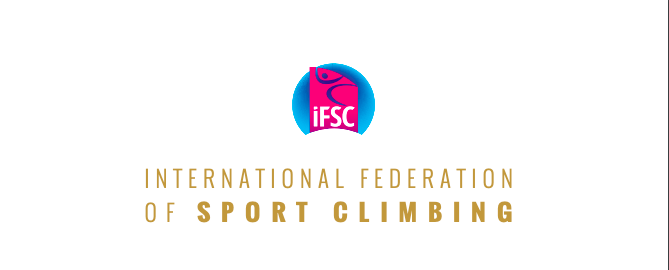 iFSC
INTERNATIONAL FEDERATION
OF SPORT CLIMBING